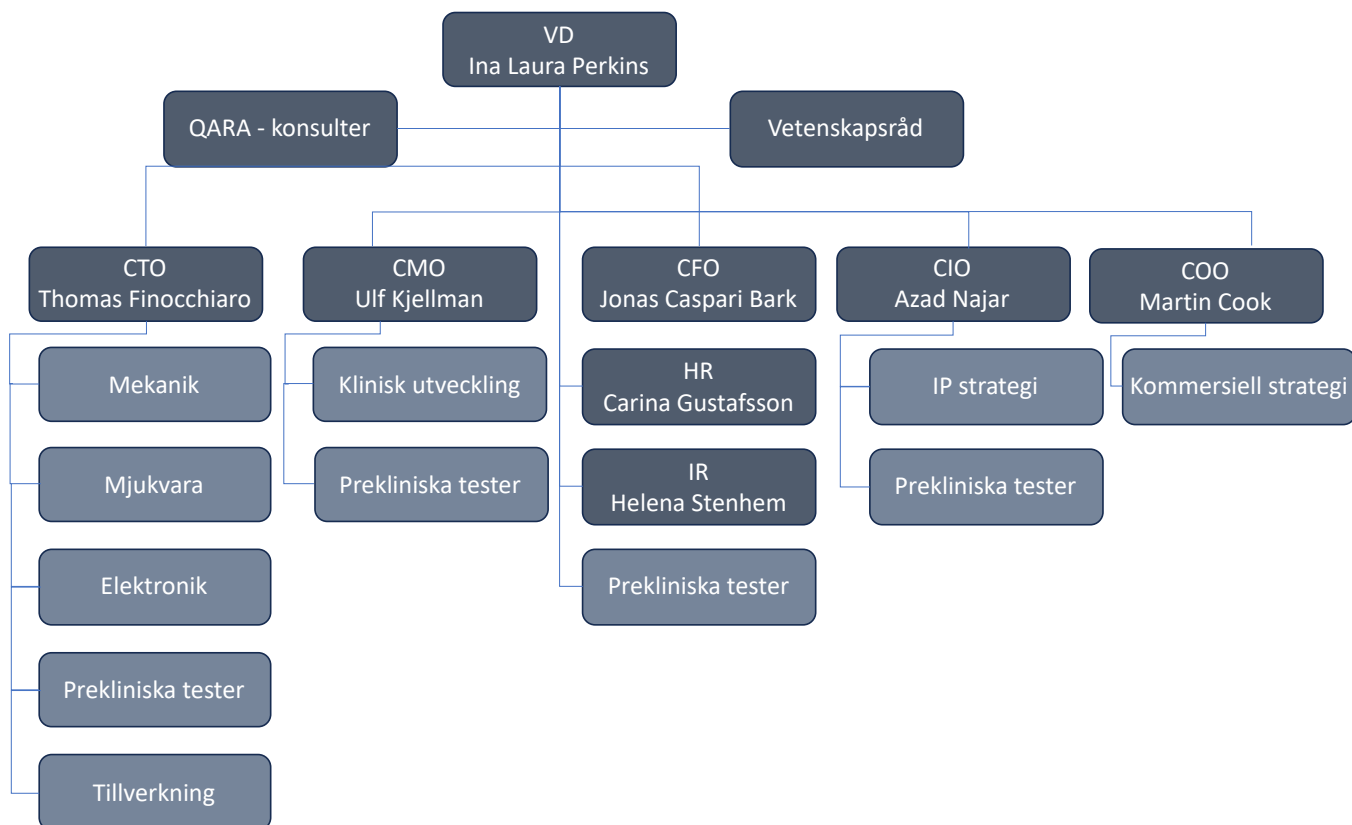 VD
Ina Laura Perkins
QARA - konsulter
Vetenskapsråd
CTO
Thomas Finocchiaro
CMO
Ulf Kjellman
CFO
Jonas Caspari Bark
CIO
Azad Najar
COO
Martin Cook
Mekanik
Klinisk utveckling
HR
Carina Gustafsson
IP strategi
Kommersiell strategi
Mjukvara
Prekliniska tester
IR
Helena Stenhem
Prekliniska tester
Elektronik
Prekliniska tester
Prekliniska tester
Tillverkning